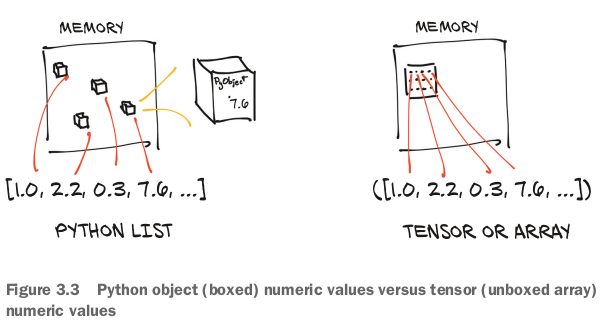 MEMORY
PyObject
7.6
[1.0, 2.2, 0.3, 7.6, ...]
PYTHON LIST
MEMORY
([1.0, 2.2, 0.3, 7.6, ...])
TENSOR OR ARRAY
Figure 3.3 Python object (boxed) numeric values versus tensor (unboxed array)
numeric values